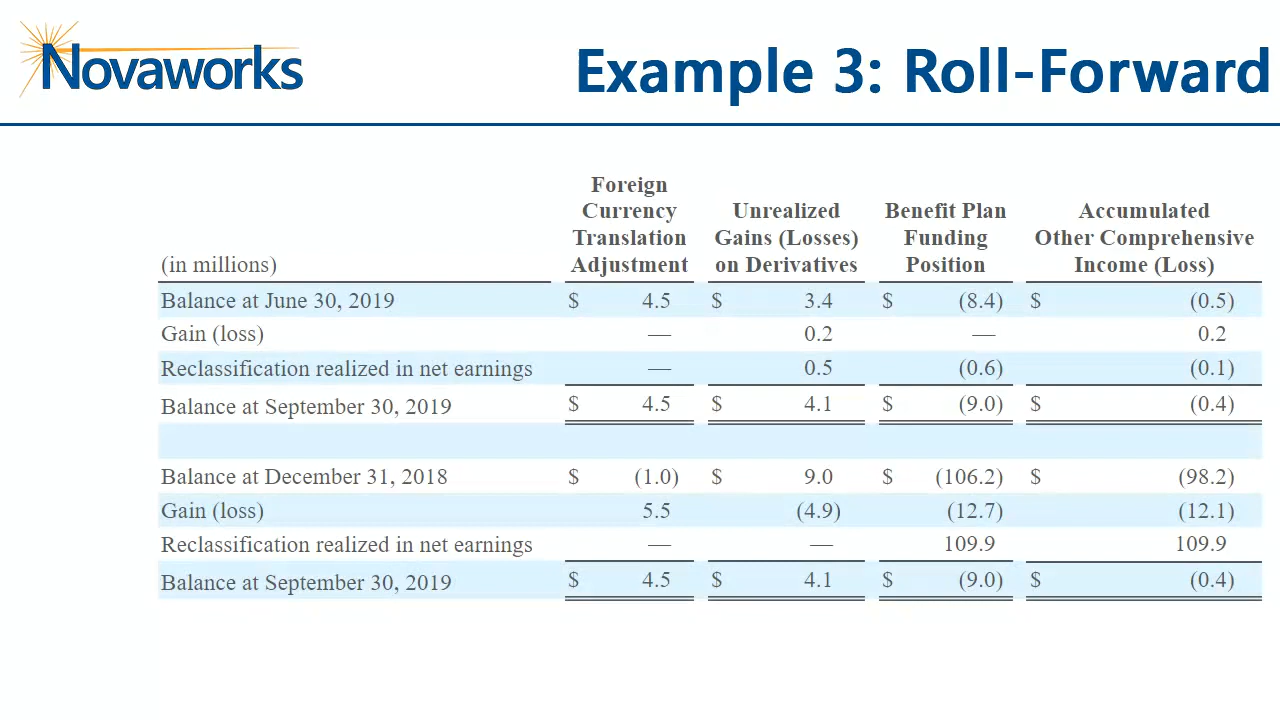 Novaworks
Example 3: Roll-Forward
Foreign
Currency Unrealized Benefit Plan Accumulated
Translation Gains (Losses) Funding Other Comprehensive
(in millions) Adjustment on Derivatives Position Income (Loss)
Balance at June 30, 2019 $ 4.5 $ 3.4 $ (8.4) $ (0.5)
Gain (loss) — 0.2 — 0.2
Reclassification realized in net earnings — 0.5 (0.6) (0.1)
Balance at September 30, 2019 $ 4.5 $ 4.1 $ (9.0) $ (0.4)
Balance at December 31, 2018 $ (1.0) $ 9.0 $ (106.2) $ (98.2)
Gain (loss) 5.5 (4.9) (12.7) (12.1)
Reclassification realized in net earnings — — 109.9 109.9
Balance at September 30, 2019 $ 4.5 $ 4.1 $ (9.0) $ (0.4)